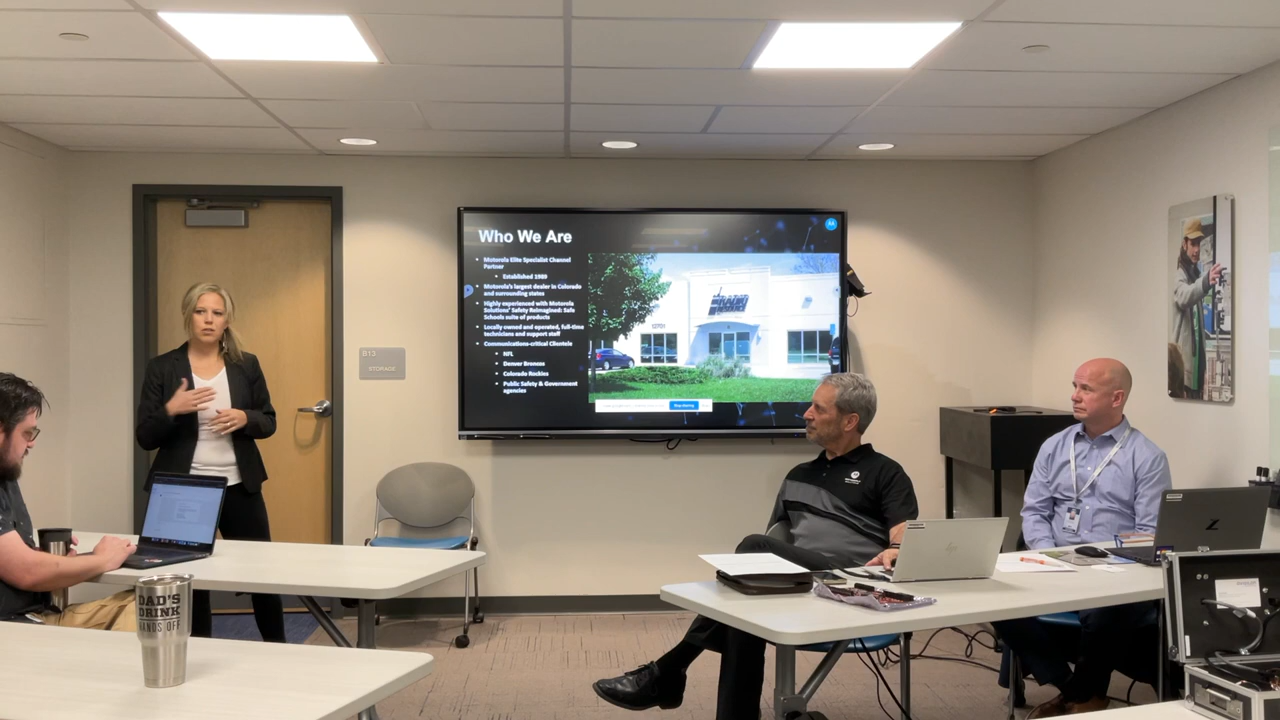 Who We Are
• Motorola Elite Specialist Channel
Partner
• Established 1989
• Motorola's largest dealer in Colorado
and surrounding states
• Highly experienced with Motorola
Solutions' Safety Reimagined: Safe
Schools suite of products
• Locally owned and operated, full-time
technicians and support staff
• Communications-critical Clientele
• NFL
• Denver Broncos
• Colorado Rockies
• Public Safety & Government
agencies
Stop sharing
B13
STORAGE
DAD'S
DRINK
HANDS OFF